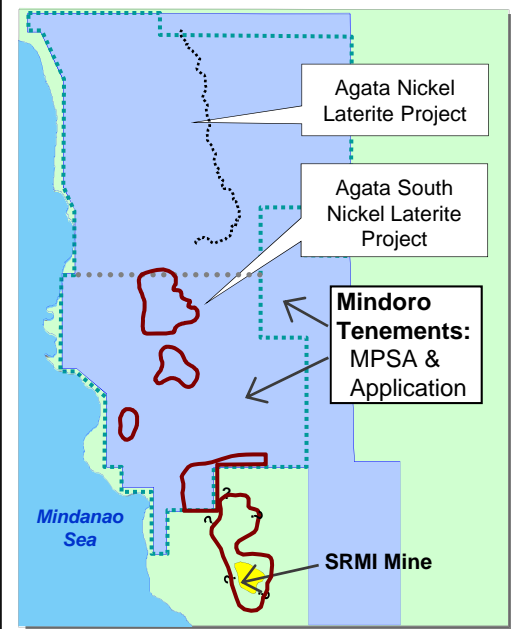 Agata Nickel
Laterite Project
Agata South
Nickel Laterite
Project
Mindoro
Tenements:
MPSA &
Application
Mindanao
Sea
SRMI Mine
?
?
?
?
?